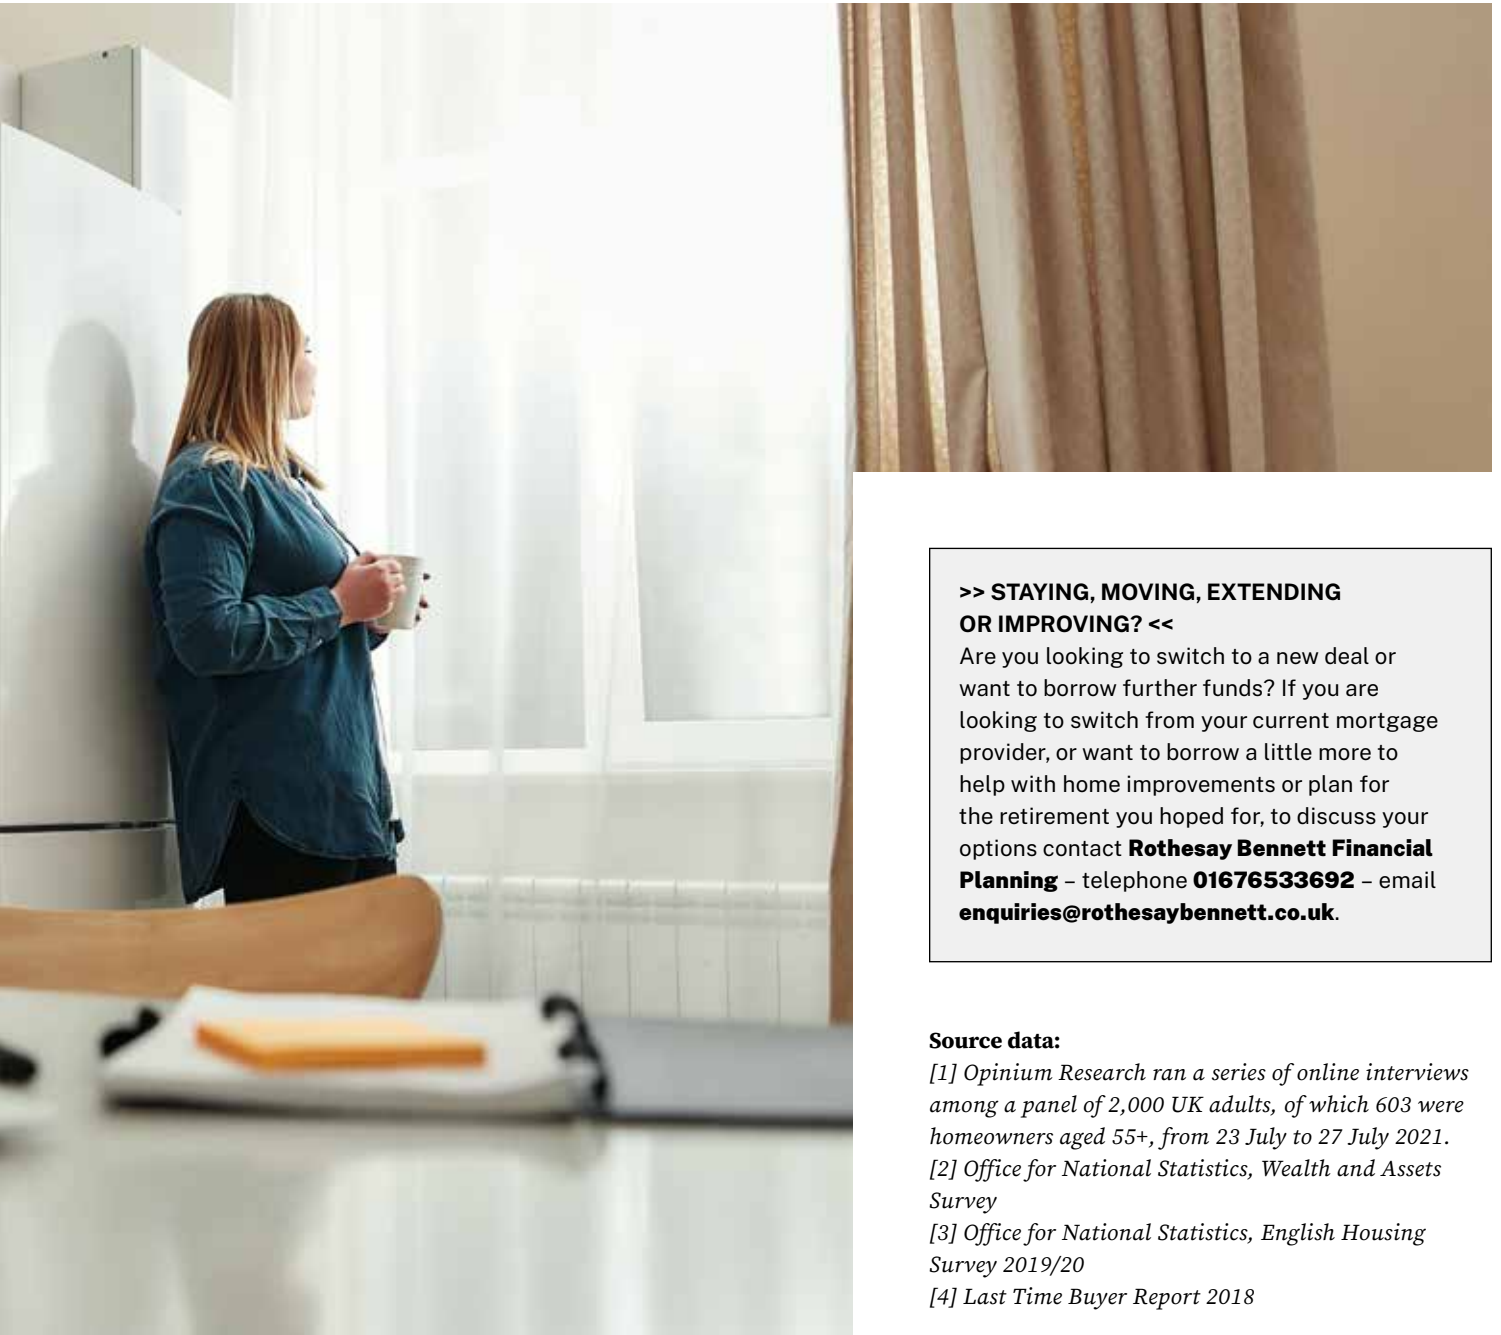 >> STAYING, MOVING, EXTENDING
OR IMPROVING? <<
Are you looking to switch to a new deal or
want to borrow further funds? If you are
looking to switch from your current mortgage
provider, or want to borrow a little more to
help with home improvements or plan for
the retirement you hoped for, to discuss your
options contact Rothesay Bennett Financial
Planning – telephone 01676533692 – email
enquiries@rothesaybennett.co.uk.
Source data:
[1] Opinium Research ran a series of online interviews
among a panel of 2,000 UK adults, of which 603 were
homeowners aged 55+, from 23 July to 27 July 2021.
[2] Office for National Statistics, Wealth and Assets
Survey
[3] Office for National Statistics, English Housing
Survey 2019/20
[4] Last Time Buyer Report 2018